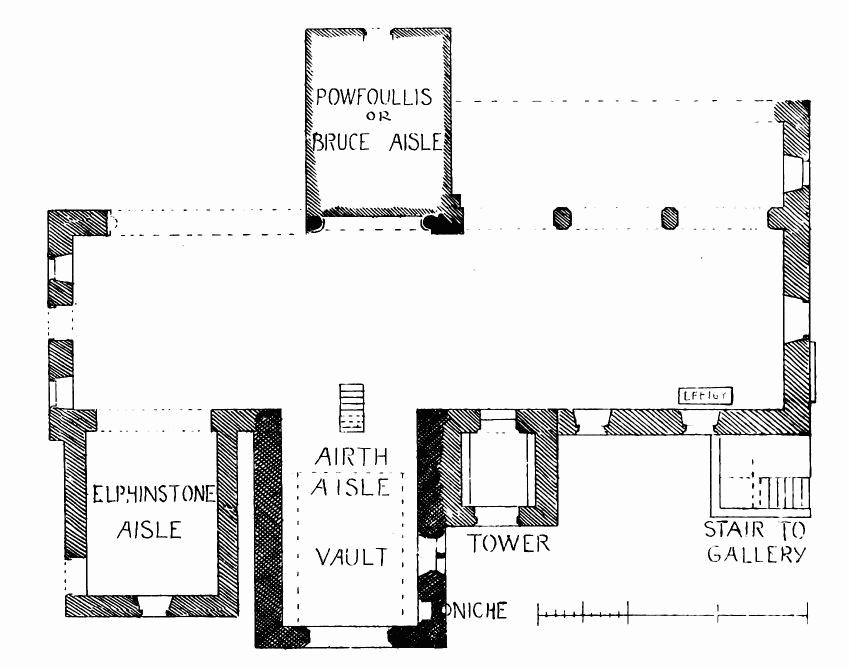 POWFOULLIS
OR
BRUCE AISLE
EFFIGY
AIRTH
AISLE
ELPHINSTONE
AISLE
VAULT
TOWER
STAIR TO
GALLERY
NICHE